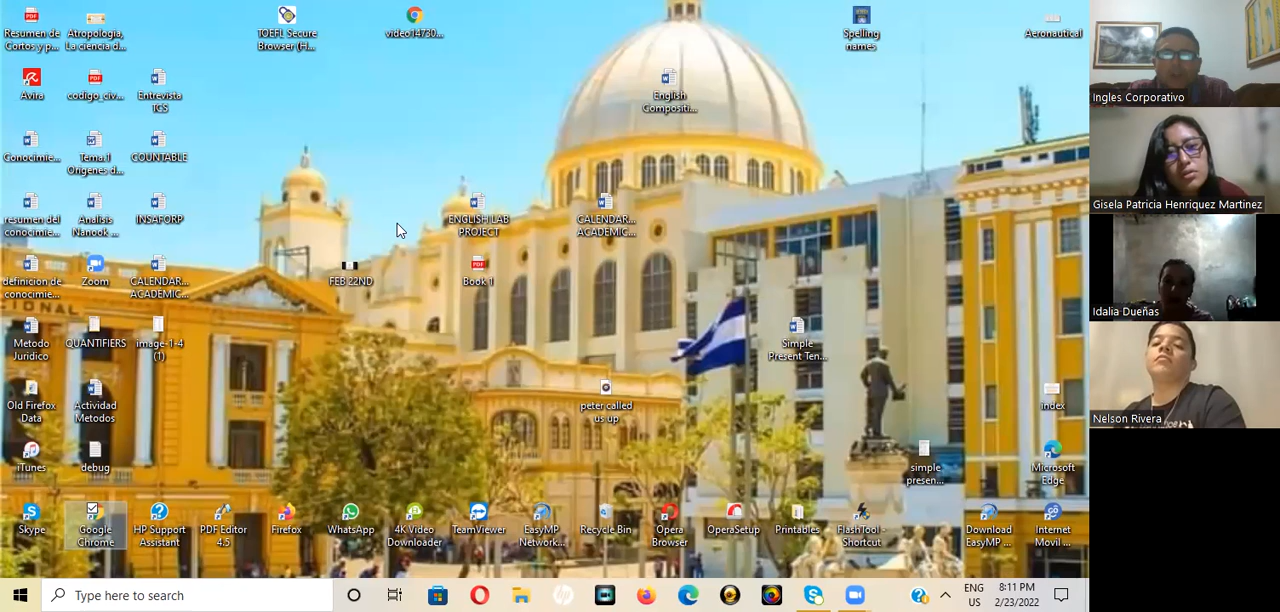 Resumen de
Cortos y p...
Atropologia,
La ciencia d...
TOEFL Secure
Browser (H...
video14730...
Spelling
names
Aeronautical
Avira
codigo_civ...
Entrevista
TCS
English
Compositi...
Conocimie...
Tema.I
Origenes d...
COUNTABLE
resumen del
conocimie...
Analisis
Nanook ...
INSAFORP
ENGLISH LAB
PROJECT
CALENDAR...
ACADEMIC...
definicion de
conocimie...
Zoom
CALENDAR...
ACADEMIC...
FEB 22ND
Book 1
Metodo
Juridico
QUANTIFIERS
image-1-4
(1)
Simple
Present Ten...
Old Firefox
Data
Actividad
Metodos
peter called
us up
index
iTunes
debug
simple
presen...
Microsoft
Edge
Skype
Google
Chrome
HP Support
Assistant
PDF Editor
4.5
Firefox
WhatsApp
4K Video
Downloader
TeamViewer
EasyMP
Network...
Recycle Bin
Opera
Browser
OperaSetup
Printables
FlashTool -
Shortcut
Download
EasyMP ...
Internet
Movil ...
Type here to search
ENG
US
8:11 PM
2/23/2022
Ingles Corporativo
Gisela Patricia Henriquez Martinez
Idalia Dueñas
Nelson Rivera